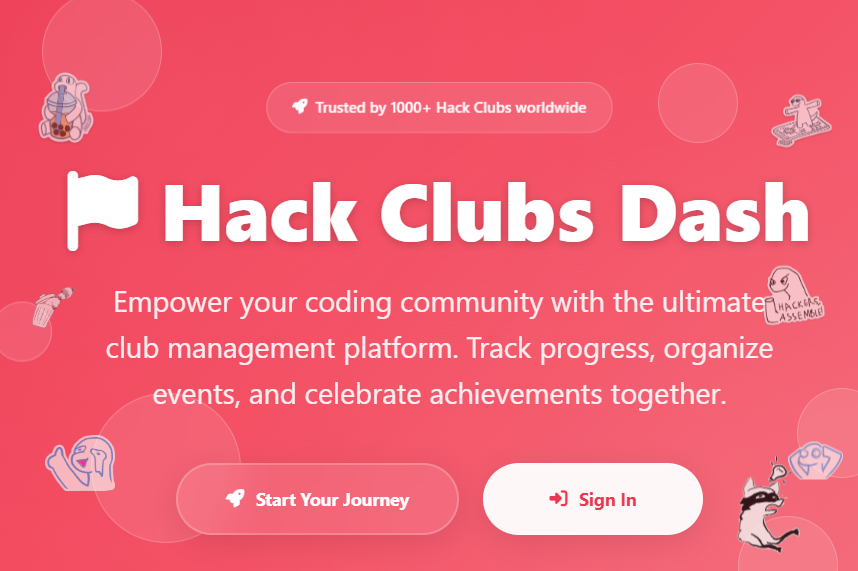 Trusted by 1000+ Hack Clubs worldwide
Hack Clubs Dash
Empower your coding community with the ultimate
club management platform. Track progress, organize
events, and celebrate achievements together.
HACKERS
ASSEMBLE!
Start Your Journey
Sign In